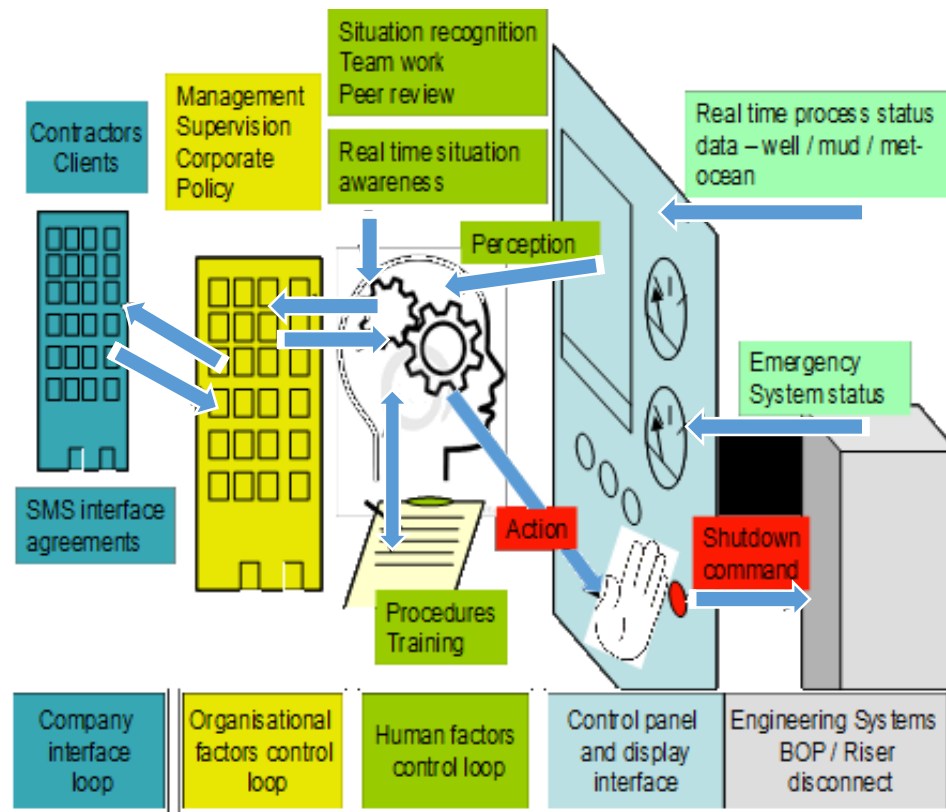 Situation recognition
Team work
Peer review
Contractors
Clients
Management
Supervision
Corporate
Policy
Real time situation
awareness
Real time process status
data – well / mud / met-
ocean
Perception
Emergency
System status
SMS interface
agreements
Action
Shutdown
command
Procedures
Training
Company
interface
loop
Organisational
factors control
loop
Human factors
control loop
Control panel
and display
interface
Engineering Systems
BOP / Riser
disconnect